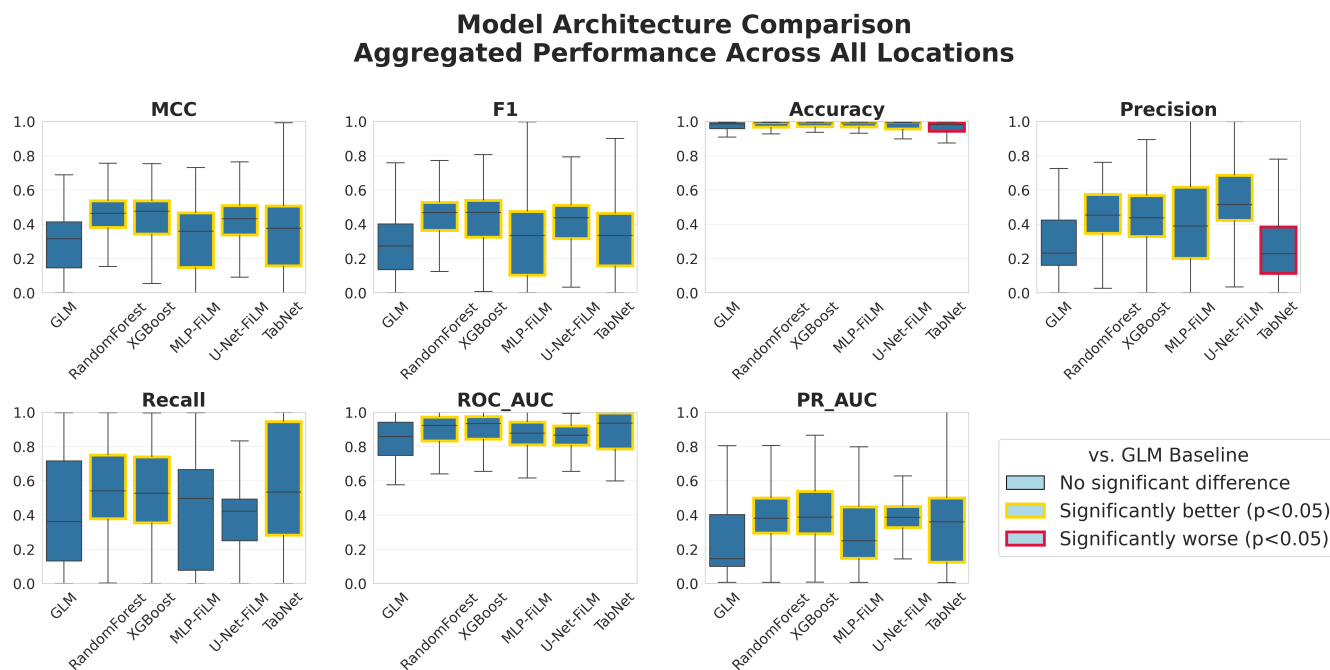 Model Architecture Comparison
Aggregated Performance Across All Locations
MCC
1.0
0.8
0.6
0.4
0.2
0.0
GLM
RandomForest
XGBoost
MLP-FiLM
U-Net-FiLM
TabNet
F1
1.0
0.8
0.6
0.4
0.2
0.0
GLM
RandomForest
XGBoost
MLP-FiLM
U-Net-FiLM
TabNet
Accuracy
1.0
0.8
0.6
0.4
0.2
0.0
GLM
RandomForest
XGBoost
MLP-FiLM
U-Net-FiLM
TabNet
Precision
1.0
0.8
0.6
0.4
0.2
0.0
GLM
RandomForest
XGBoost
MLP-FiLM
U-Net-FiLM
TabNet
Recall
1.0
0.8
0.6
0.4
0.2
0.0
GLM
RandomForest
XGBoost
MLP-FiLM
U-Net-FiLM
TabNet
ROC_AUC
1.0
0.8
0.6
0.4
0.2
0.0
GLM
RandomForest
XGBoost
MLP-FiLM
U-Net-FiLM
TabNet
PR_AUC
1.0
0.8
0.6
0.4
0.2
0.0
GLM
RandomForest
XGBoost
MLP-FiLM
U-Net-FiLM
TabNet
vs. GLM Baseline
No significant difference
Significantly better (p<0.05)
Significantly worse (p<0.05)